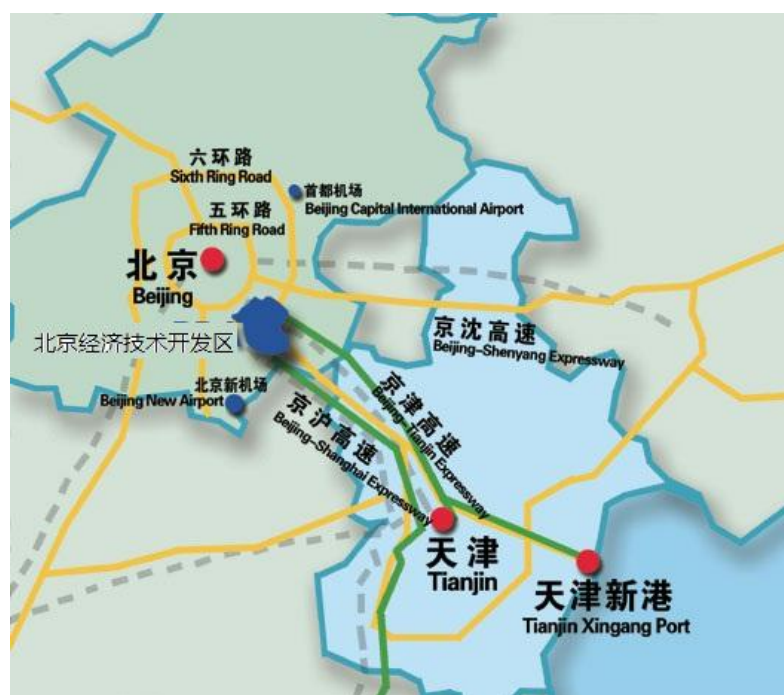 六环路
Sixth Ring Road
首都机场
Beijing Capital International Airport
五环路
Fifth Ring Road
北京
Beijing
北京经济技术开发区
京沈高速
Beijing-Shenyang Expressway
北京新机场
Beijing New Airport
京津高速
Beijing-Tianjin Expressway
京沪高速
Beijing-Shanghai Expressway
天津
Tianjin
天津新港
Tianjin Xingang Port